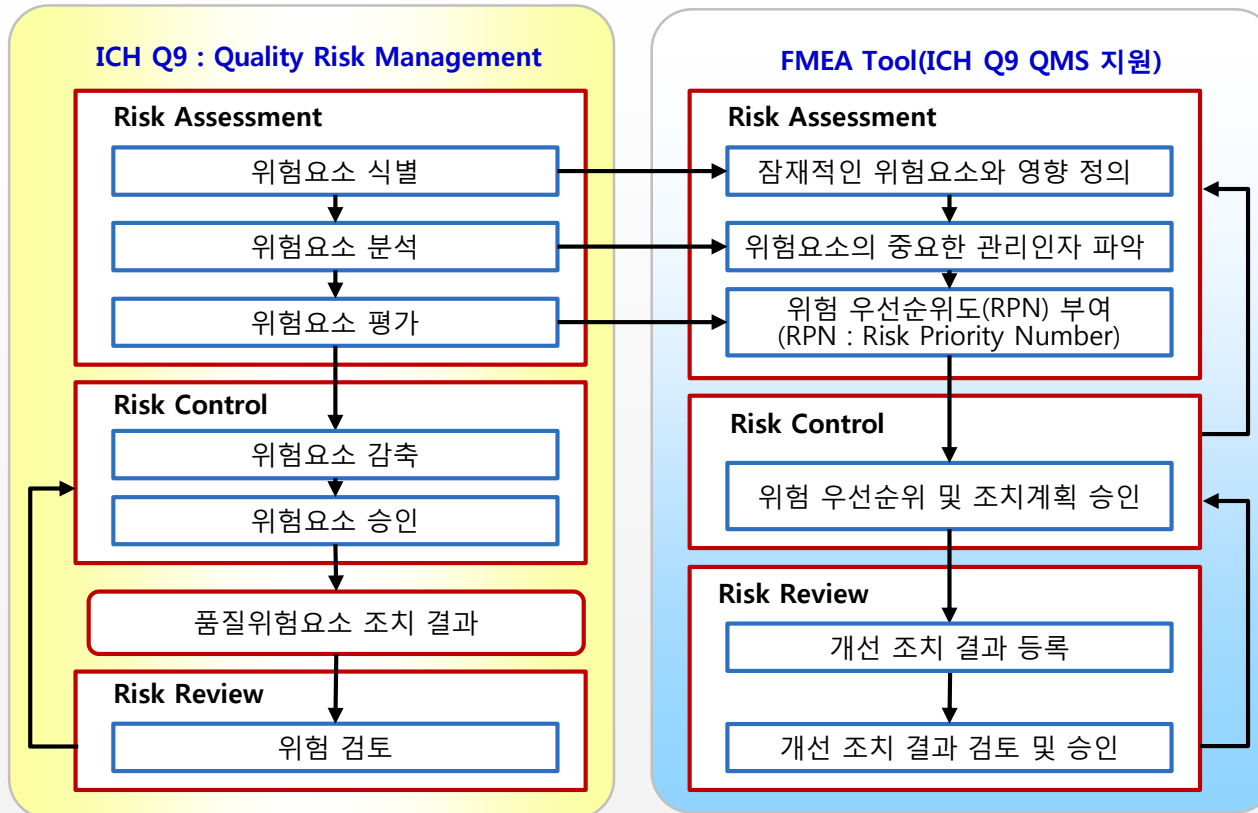 ICH Q9 : Quality Risk Management
Risk Assessment
위험요소 식별
위험요소 분석
위험요소 평가
Risk Control
위험요소 감축
위험요소 승인
품질위험요소 조치 결과
Risk Review
위험 검토
FMEA Tool(ICH Q9 QMS 지원)
Risk Assessment
잠재적인 위험요소와 영향 정의
위험요소의 중요한 관리인자 파악
위험 우선순위도(RPN) 부여
(RPN : Risk Priority Number)
Risk Control
위험 우선순위 및 조치계획 승인
Risk Review
개선 조치 결과 등록
개선 조치 결과 검토 및 승인